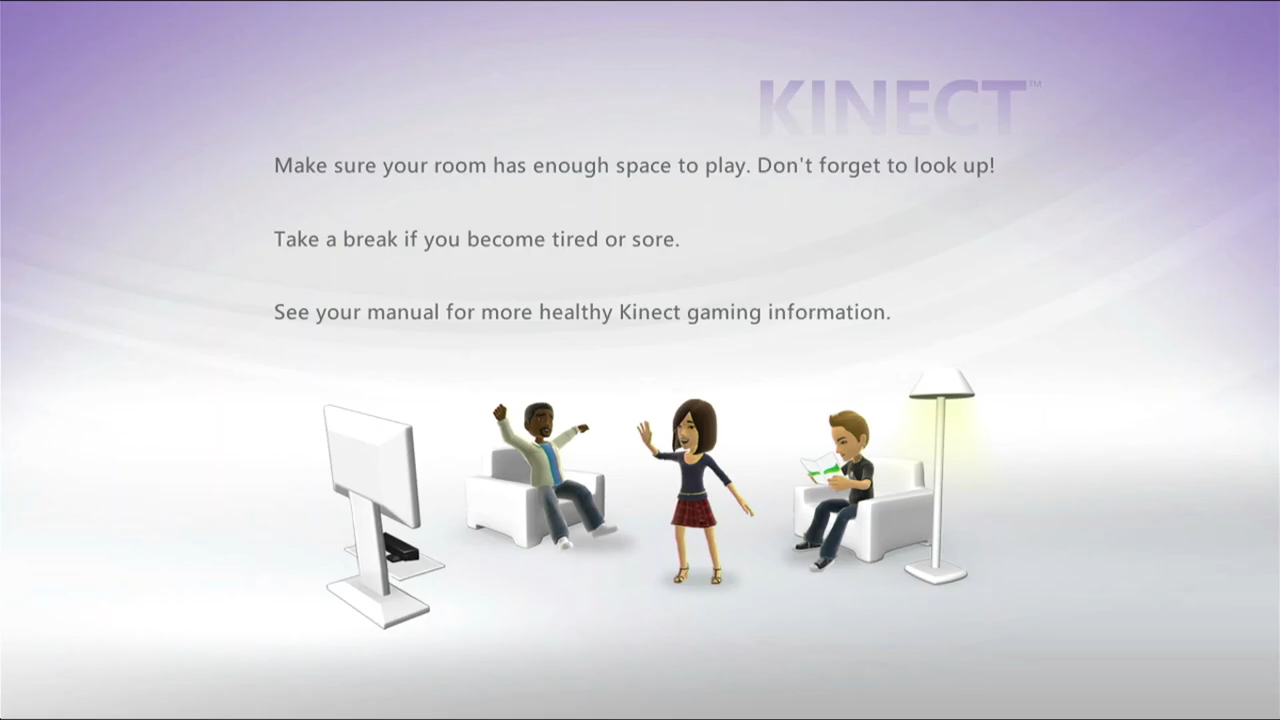 KINECT™
Make sure your room has enough space to play. Don't forget to look up!
Take a break if you become tired or sore.
See your manual for more healthy Kinect gaming information.